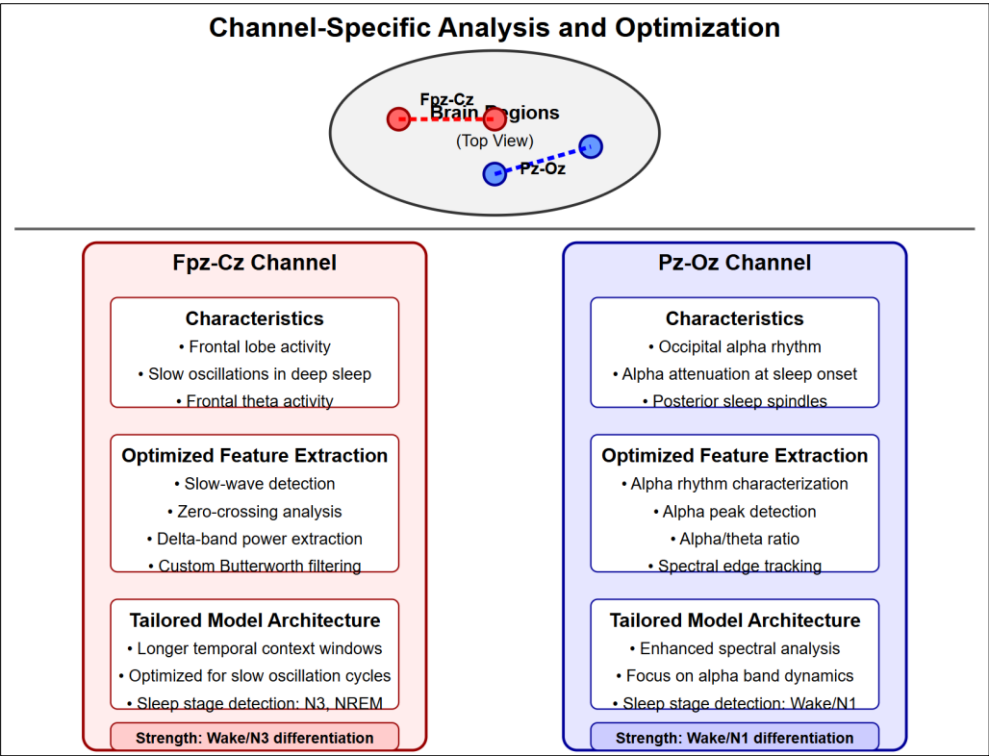 Channel-Specific Analysis and Optimization
Fpz-Cz
Brain Regions
(Top View)
Pz-Oz
Fpz-Cz Channel
Characteristics
• Frontal lobe activity
• Slow oscillations in deep sleep
• Frontal theta activity
Optimized Feature Extraction
• Slow-wave detection
• Zero-crossing analysis
• Delta-band power extraction
• Custom Butterworth filtering
Tailored Model Architecture
• Longer temporal context windows
• Optimized for slow oscillation cycles
• Sleep stage detection: N3, NREM
Strength: Wake/N3 differentiation
Pz-Oz Channel
Characteristics
• Occipital alpha rhythm
• Alpha attenuation at sleep onset
• Posterior sleep spindles
Optimized Feature Extraction
• Alpha rhythm characterization
• Alpha peak detection
• Alpha/theta ratio
• Spectral edge tracking
Tailored Model Architecture
• Enhanced spectral analysis
• Focus on alpha band dynamics
• Sleep stage detection: Wake/N1
Strength: Wake/N1 differentiation